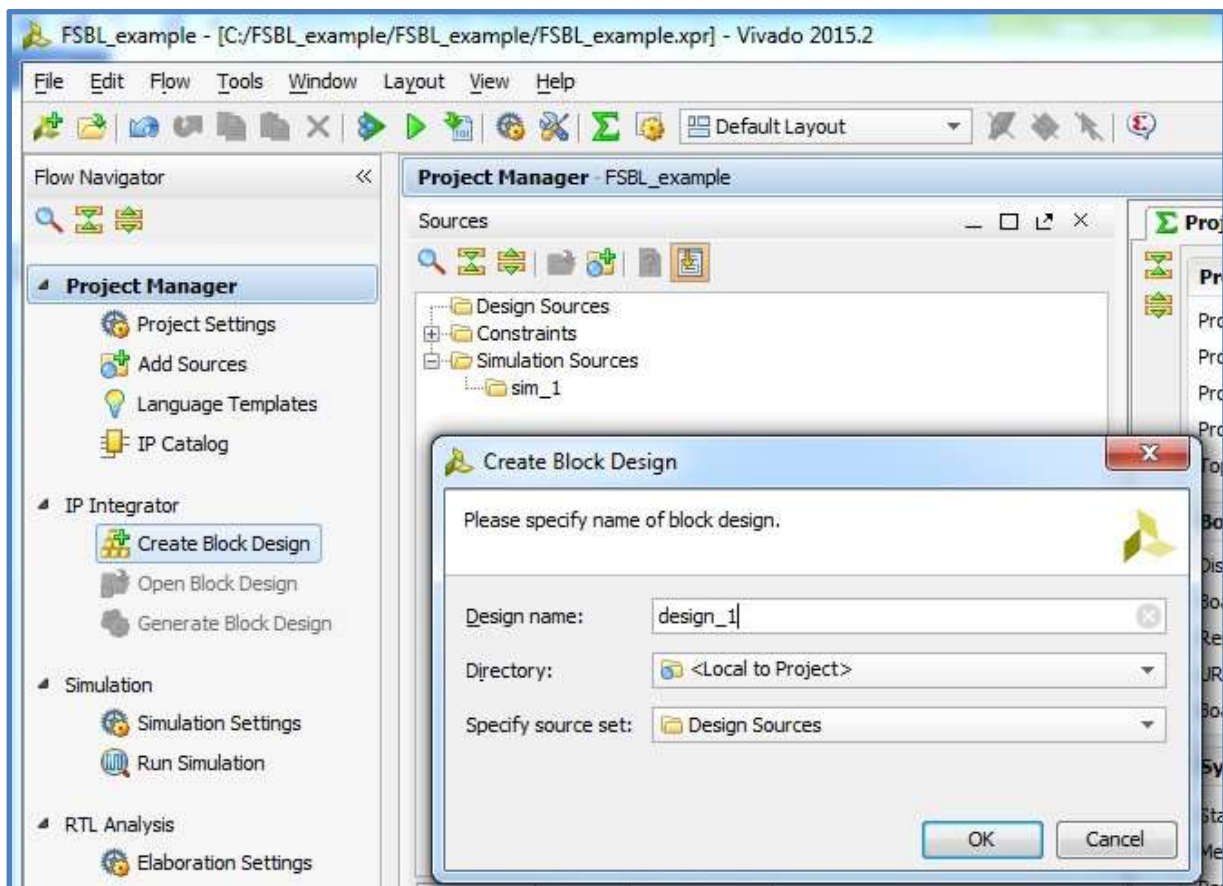 FSBL_example - [C:/FSBL_example/FSBL_example/FSBL_example.xpr] - Vivado 2015.2
File Edit Flow Tools Window Layout View Help
Default Layout
Flow Navigator
Project Manager
Project Settings
Add Sources
Language Templates
IP Catalog
IP Integrator
Create Block Design
Open Block Design
Generate Block Design
Simulation
Simulation Settings
Run Simulation
RTL Analysis
Elaboration Settings
Project Manager - FSBL_example
Sources
Design Sources
Constraints
Simulation Sources
sim_1
Create Block Design
Please specify name of block design.
Design name: design_1
Directory: <Local to Project>
Specify source set: Design Sources
OK Cancel